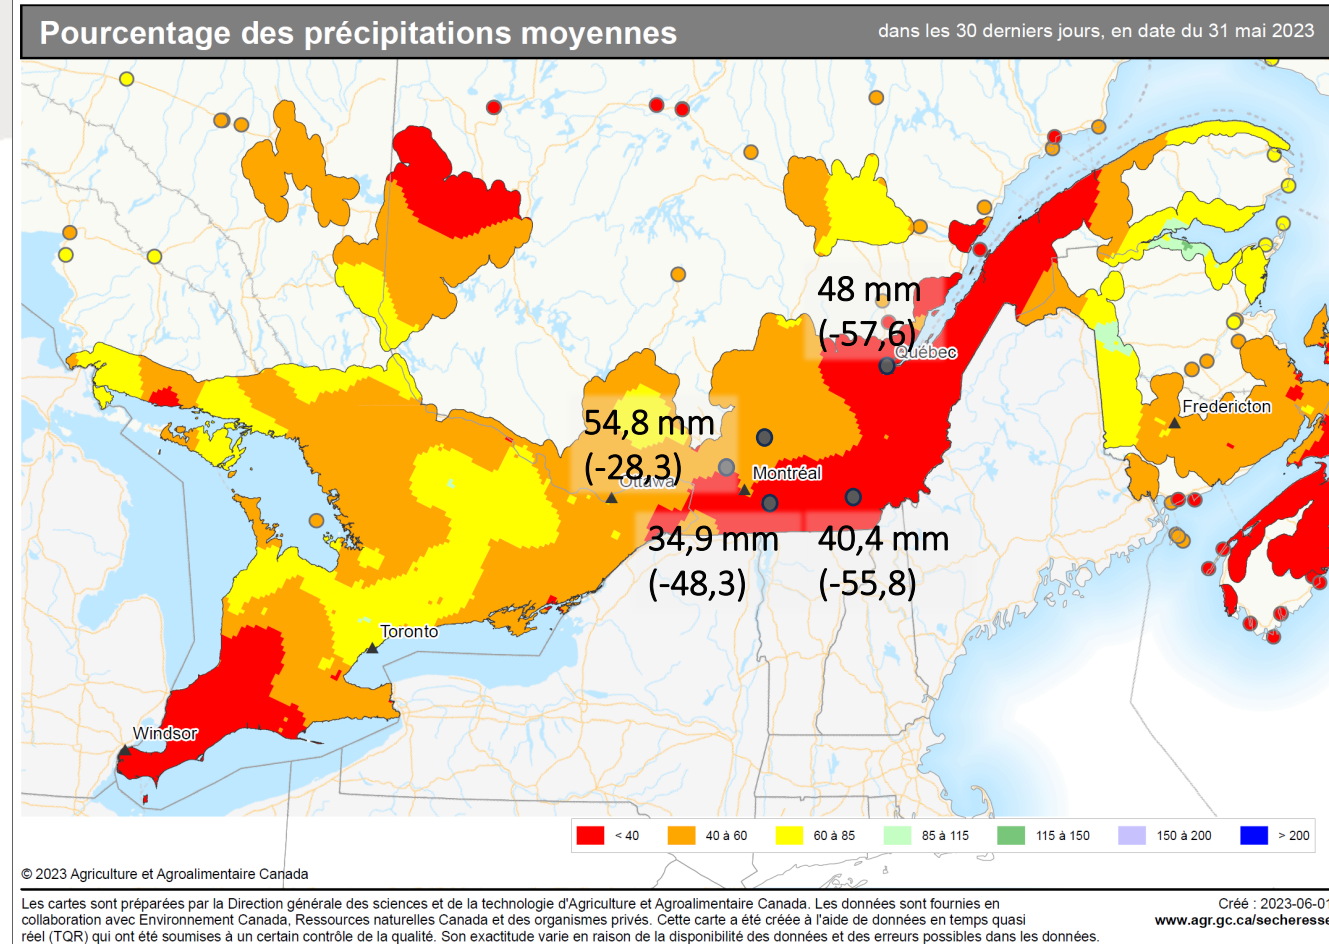 Pourcentage des précipitations moyennes
dans les 30 derniers jours, en date du 31 mai 2023
48 mm
(-57,6)
Québec
Fredericton
54,8 mm
(-28,3)
Ottawa
Montréal
34,9 mm
(-48,3)
40,4 mm
(-55,8)
Toronto
Windsor
< 40
40 à 60
60 à 85
85 à 115
115 à 150
150 à 200
> 200
© 2023 Agriculture et Agroalimentaire Canada
Les cartes sont préparées par la Direction générale des sciences et de la technologie d'Agriculture et Agroalimentaire Canada. Les données sont fournies en
collaboration avec Environnement Canada, Ressources naturelles Canada et des organismes privés. Cette carte a été créée à l'aide de données en temps quasi
réel (TQR) qui ont été soumises à un certain contrôle de la qualité. Son exactitude varie en raison de la disponibilité des données et des erreurs possibles dans les données.
Créé : 2023-06-01
www.agr.gc.ca/secheresse